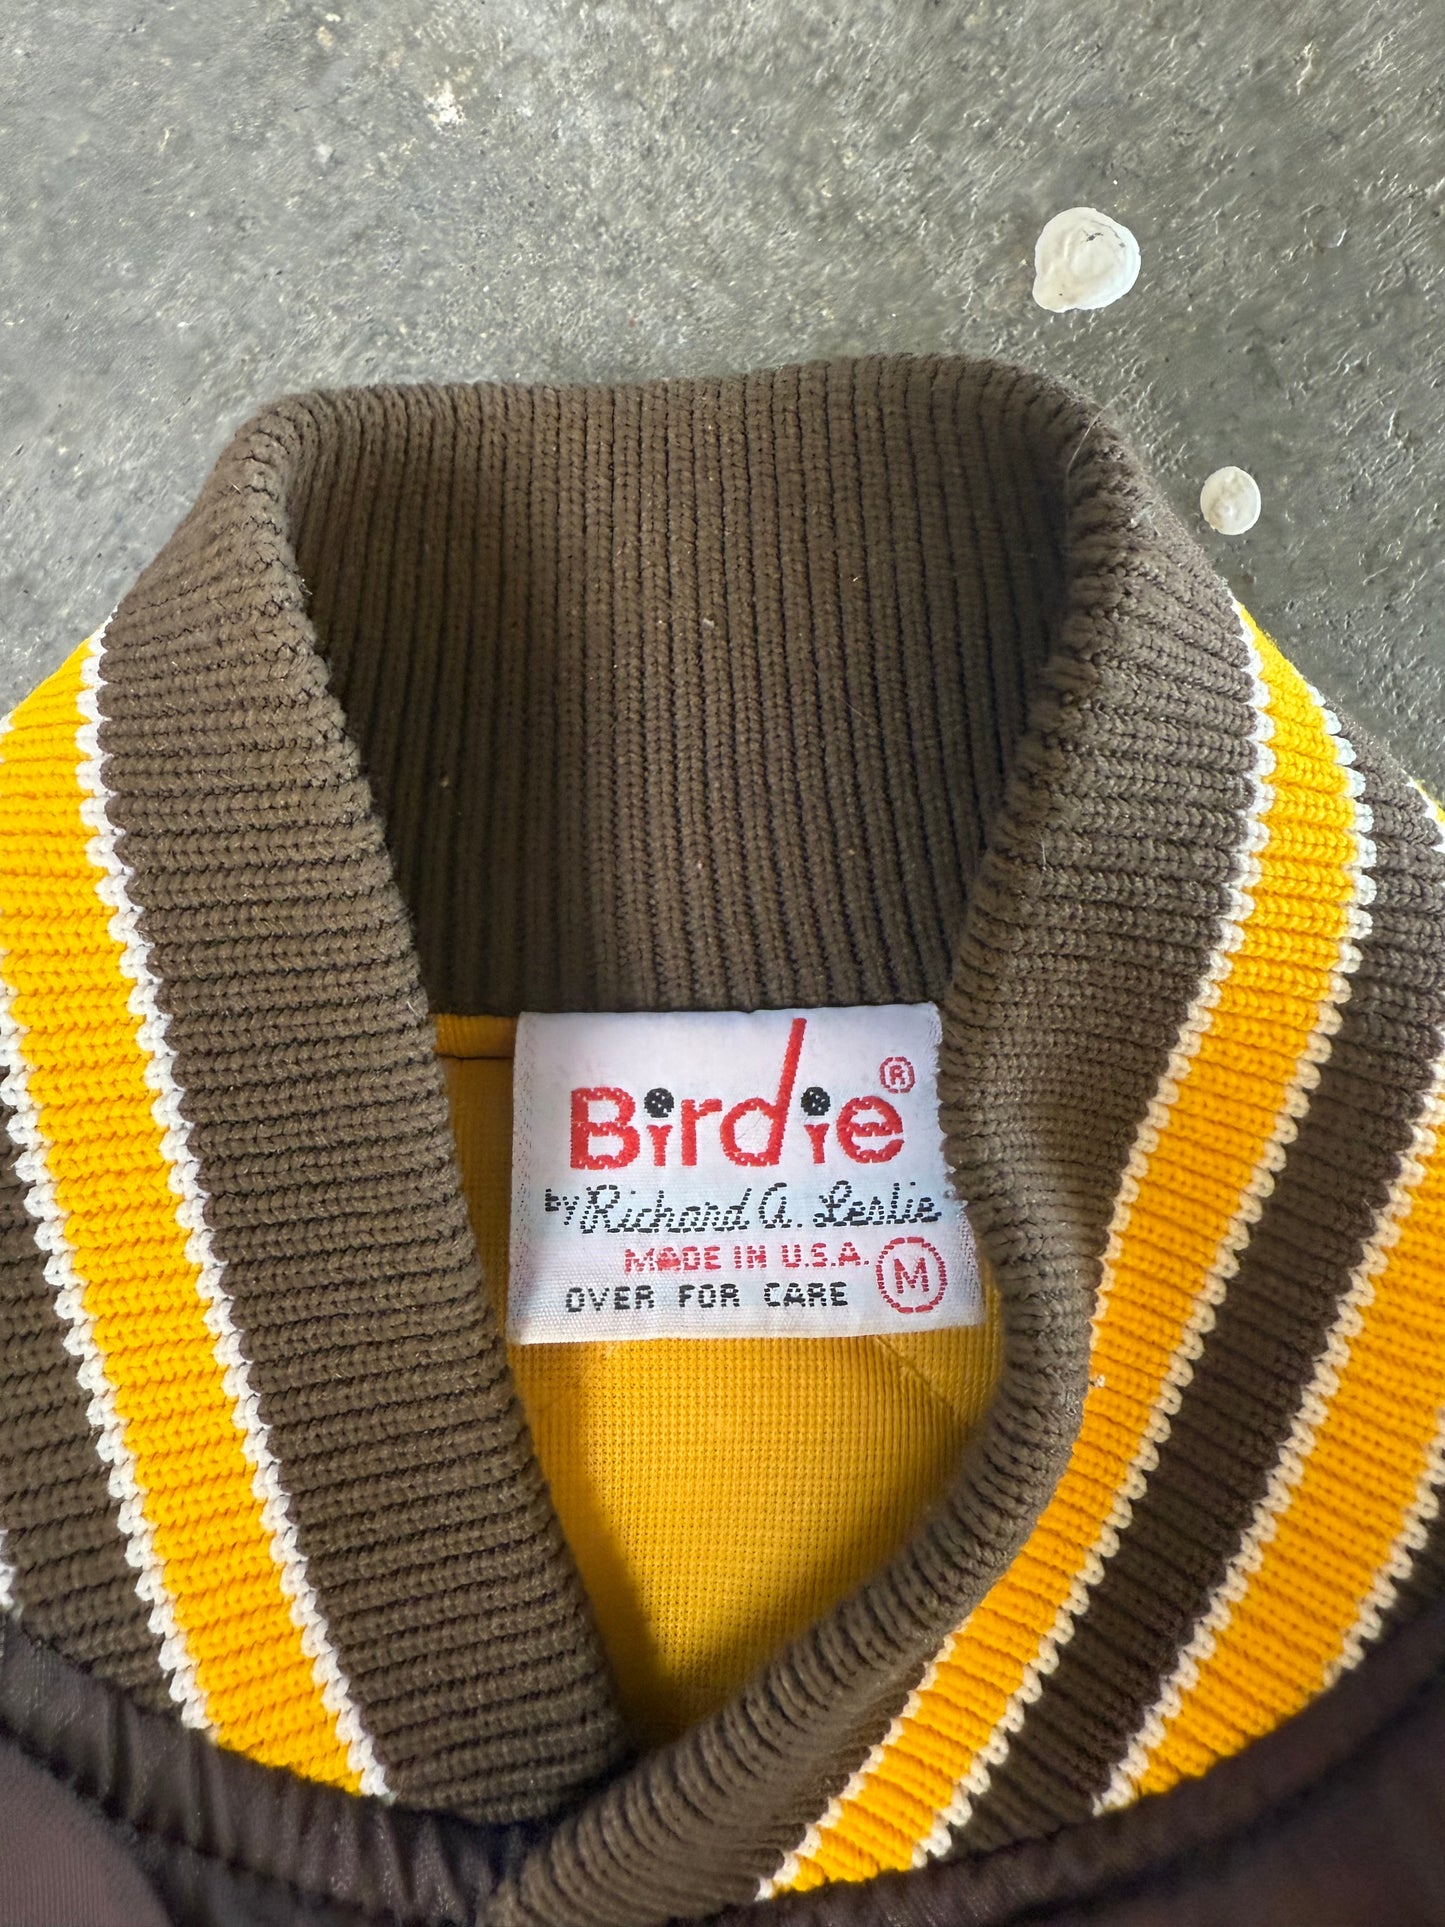 Birdie®
by Richard A. Leslie
MADE IN U.S.A. M
OVER FOR CARE